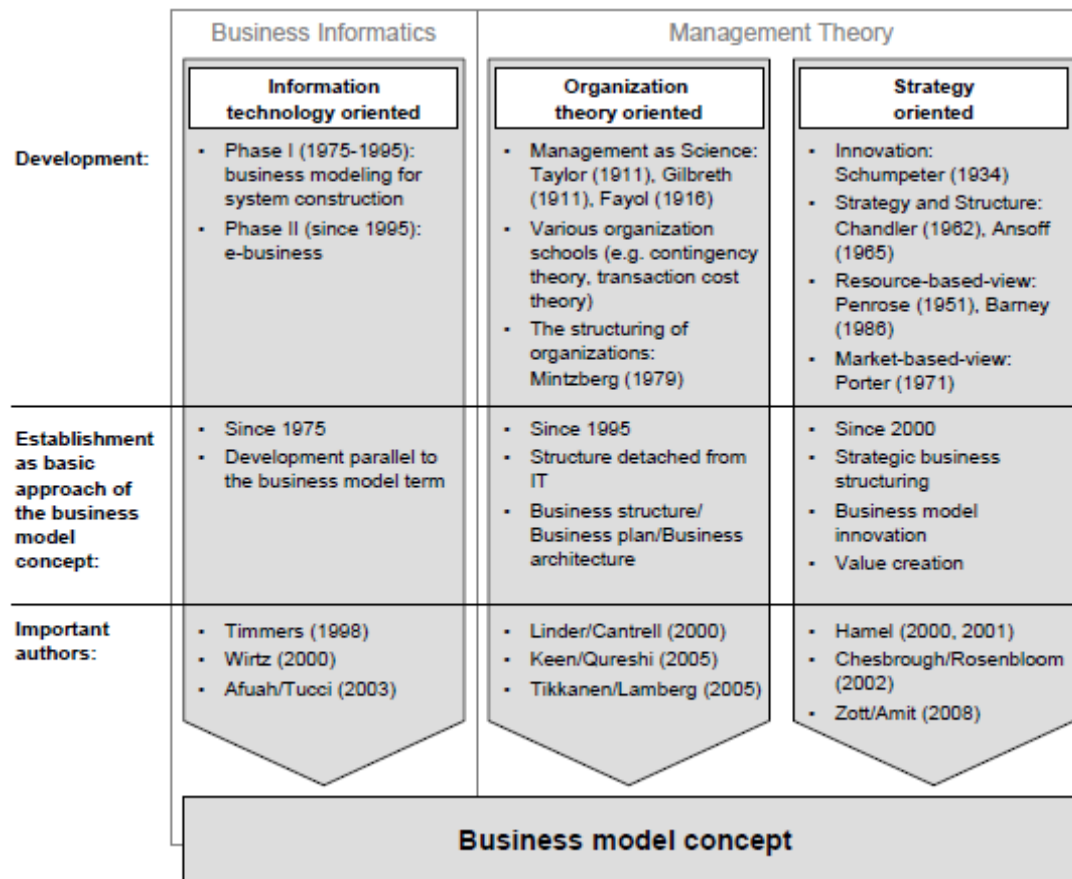 Business Informatics
Management Theory
Information
technology oriented
Organization
theory oriented
Strategy
oriented
Development:
• Phase I (1975-1995):
business modeling for
system construction
• Phase II (since 1995):
e-business
• Management as Science:
Taylor (1911), Gilbreth
(1911), Fayol (1916)
• Various organization
schools (e.g. contingency
theory, transaction cost
theory)
• The structuring of
organizations:
Mintzberg (1979)
• Innovation:
Schumpeter (1934)
• Strategy and Structure:
Chandler (1962), Ansoff
(1965)
• Resource-based-view:
Penrose (1951), Barney
(1986)
• Market-based-view:
Porter (1971)
Establishment
as basic
approach of
the business
model
concept:
• Since 1975
• Development parallel to
the business model term
• Since 1995
• Structure detached from
IT
• Business structure/
Business plan/Business
architecture
• Since 2000
• Strategic business
structuring
• Business model
innovation
• Value creation
Important
authors:
• Timmers (1998)
• Wirtz (2000)
• Afuah/Tucci (2003)
• Linder/Cantrell (2000)
• Keen/Qureshi (2005)
• Tikkanen/Lamberg (2005)
• Hamel (2000, 2001)
• Chesbrough/Rosenbloom
(2002)
• Zott/Amit (2008)
Business model concept